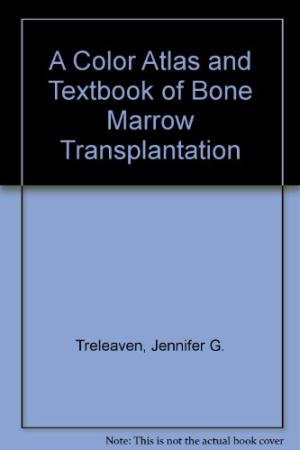 A Color Atlas and
Textbook of Bone
Marrow
Transplantation
Treleaven, Jennifer G.
Note: This is not the actual book cover